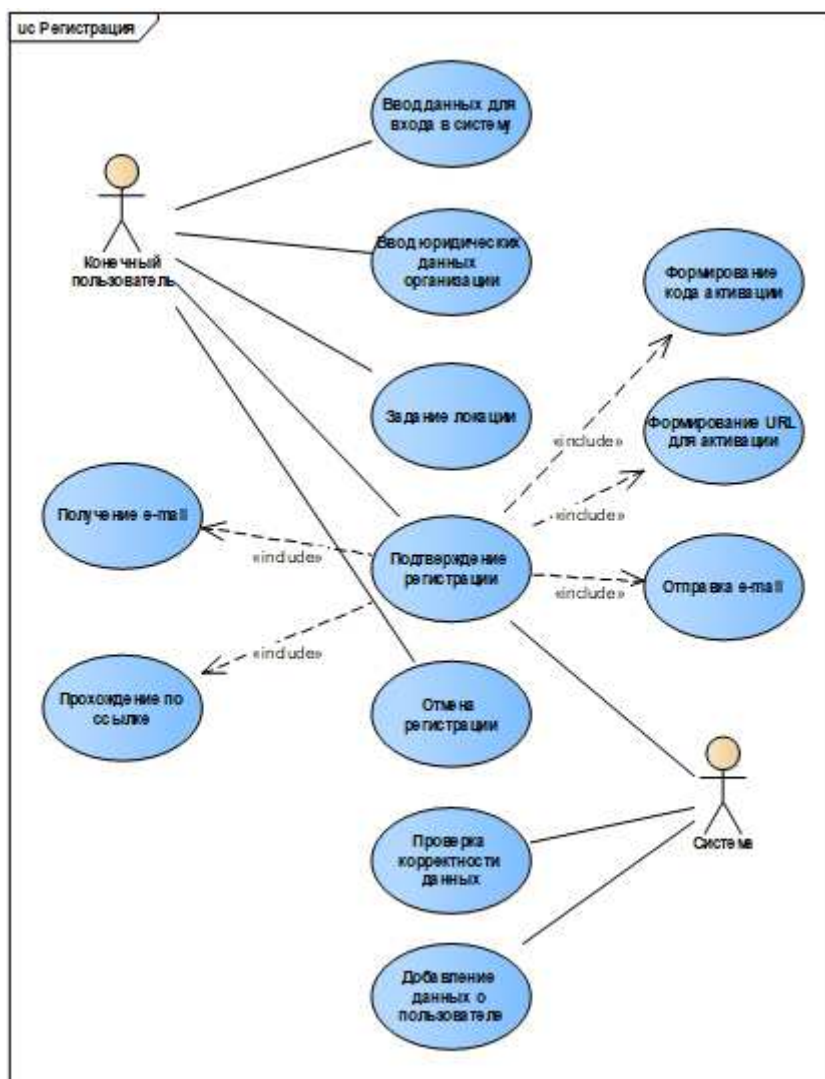 uc Регистрация
Ввод данных для
входа в систему
Конечный
пользователь
Ввод юридических
данных
организации
Формирование
кода активации
Задание локации
Формирование URL
для активации
«include»
«include»
Получение e-mall
«include»
Подтверждение
регистрации
«include»
Отправка e-mall
«include»
Прохождение по
ссылке
Отмена
регистрации
Проверка
корректности
данных
Система
Добавление
данных о
пользователе